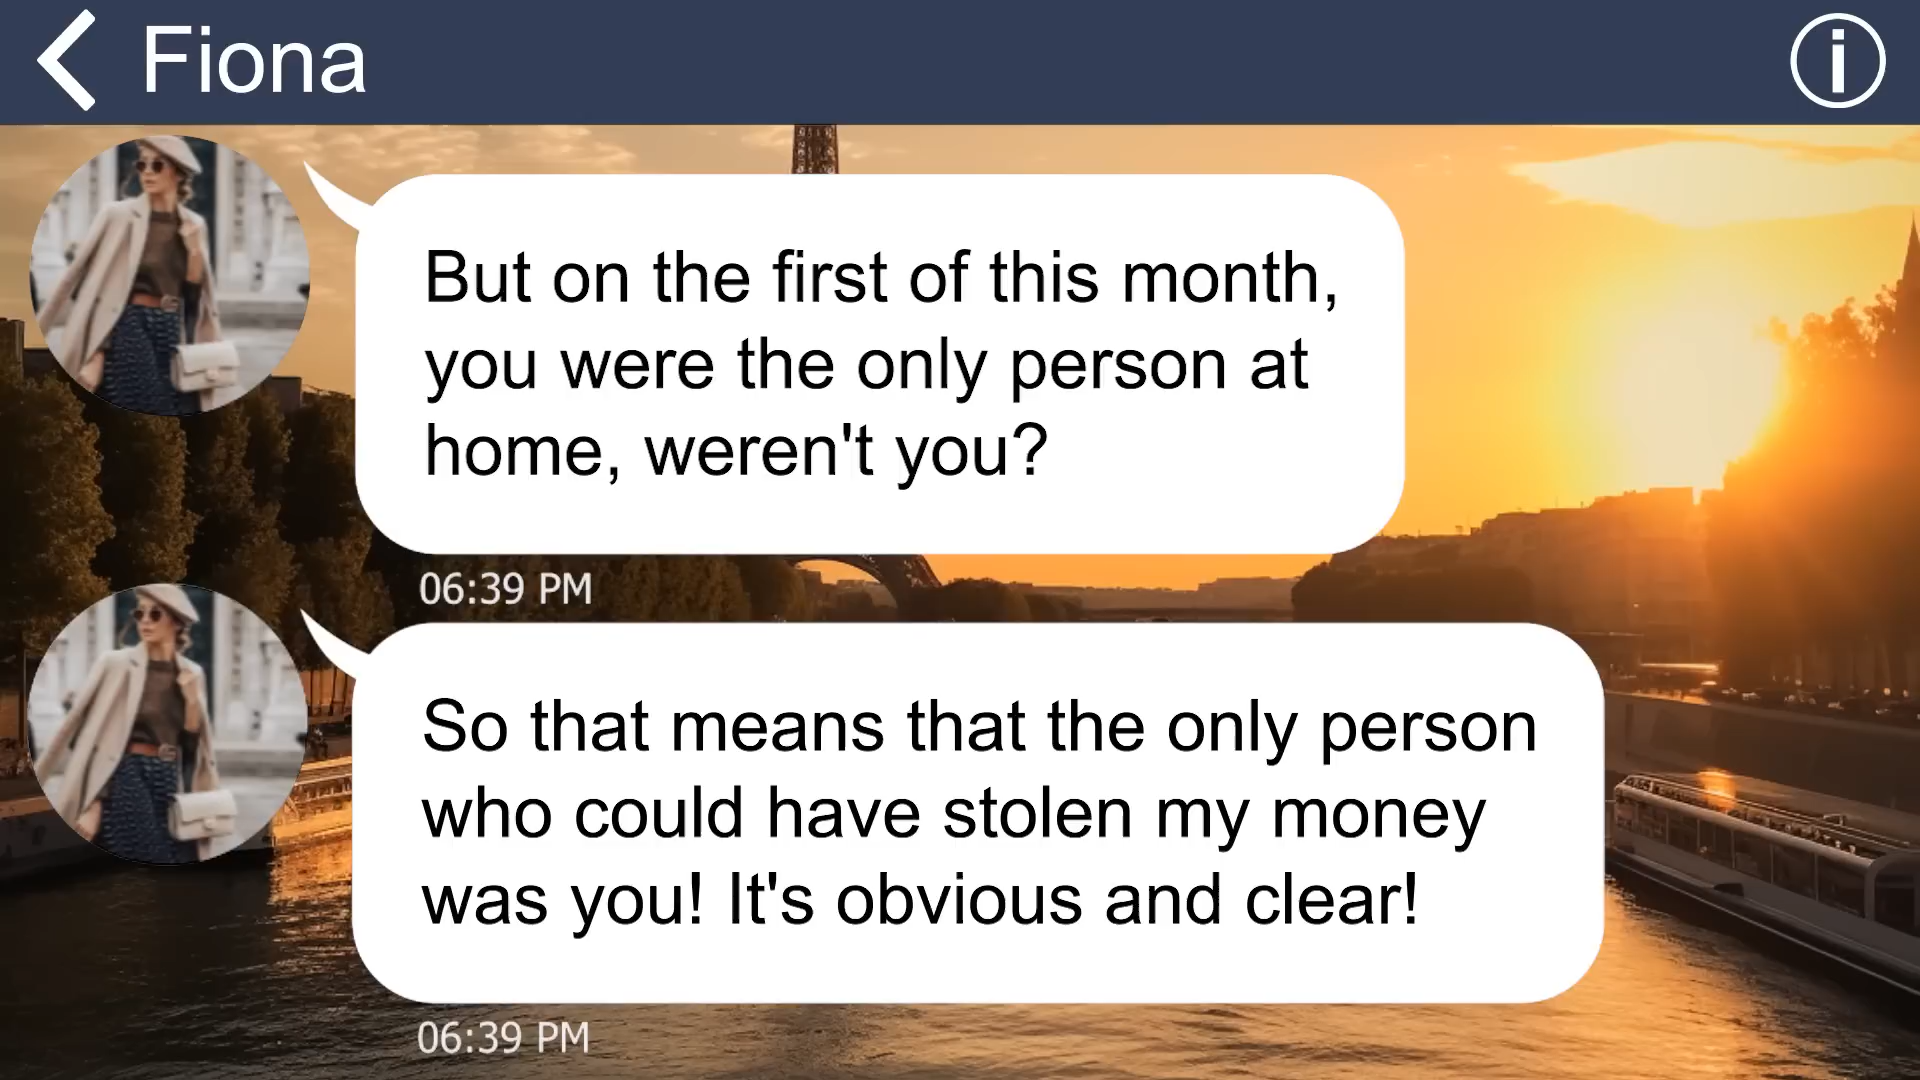 Fiona
But on the first of this month,
you were the only person at
home, weren't you?
06:39 PM
So that means that the only person
who could have stolen my money
was you! It's obvious and clear!
06:39 PM